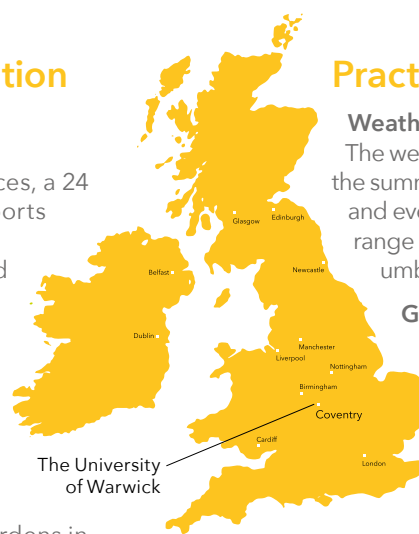 tion
ces, a 24
orts
d
rdens in
Pract
Weath
The we
the summ
and eve
range
umb
G
Glasgow
Edinburgh
Belfast
Newcastle
Dublin
Manchester
Liverpool
Nottingham
Birmingham
Coventry
Cardiff
London
The University
of Warwick